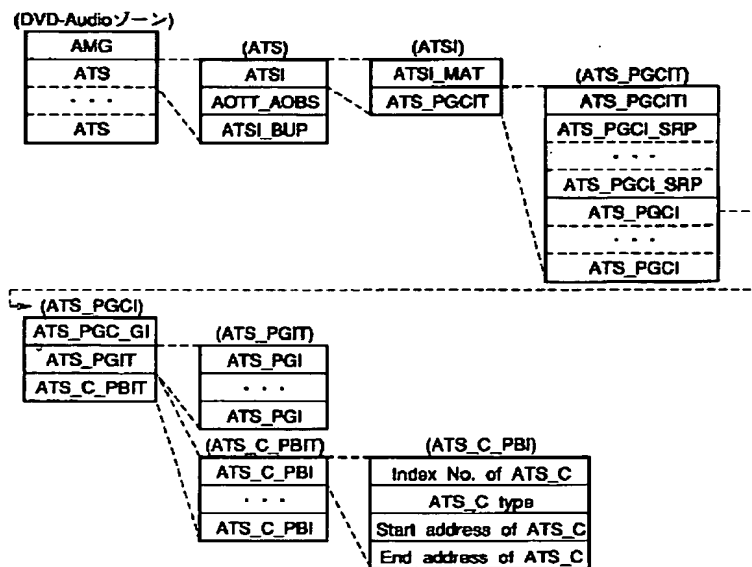 (DVD-Audioゾーン)
AMG
ATS
· · ·
ATS
(ATS)
ATSI
AOTT_AOBS
ATSI_BUP
(ATSI)
ATSI_MAT
ATS_PGCIT
(ATS_PGCIT)
ATS_PGCITI
ATS_PGCI_SRP
· · ·
ATS_PGCI_SRP
ATS_PGCI
· · ·
ATS_PGCI
(ATS_PGCI)
ATS_PGC_GI
ATS_PGIT
ATS_C_PBIT
(ATS_PGIT)
ATS_PGI
· · ·
ATS_PGI
(ATS_C_PBIT)
ATS_C_PBI
· · ·
ATS_C_PBI
(ATS_C_PBI)
Index No. of ATS_C
ATS_C type
Start address of ATS_C
End address of ATS_C